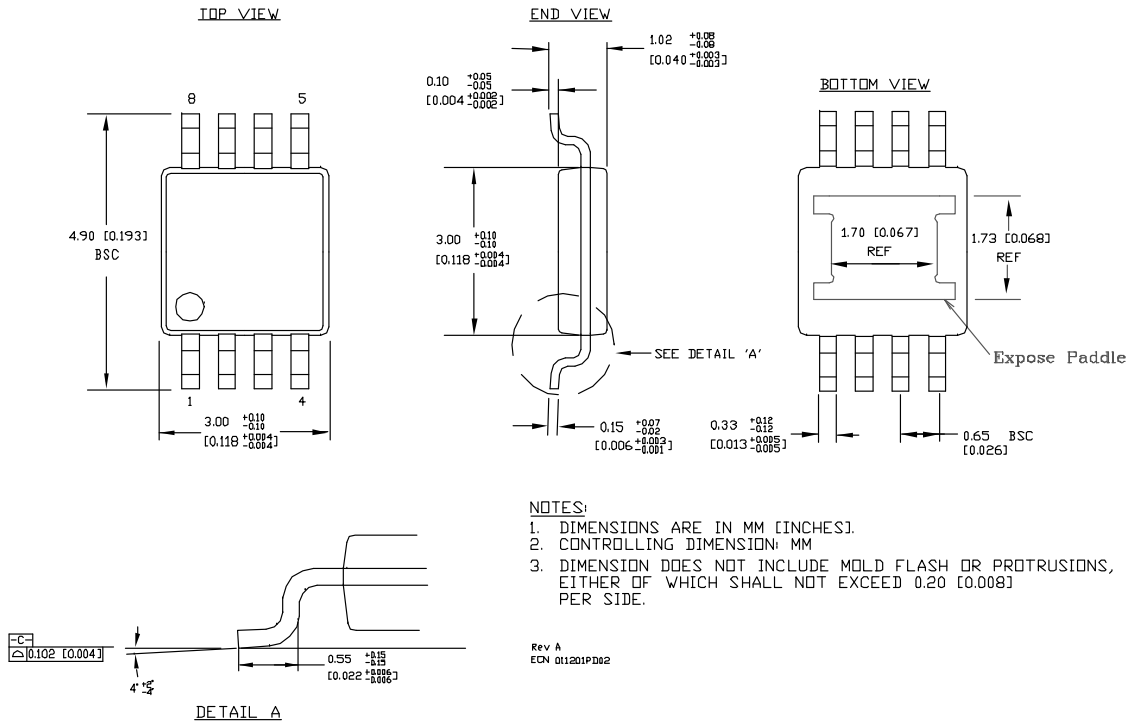 TOP VIEW
8 5
4.90 [0.193]
BSC
1 4
3.00 +0.10 -0.10
[0.118 +0.004 -0.004]
END VIEW
1.02 +0.08 -0.08
[0.040 +0.003 -0.003]
0.10 +0.05 -0.05
[0.004 +0.002 -0.002]
3.00 +0.10 -0.10
[0.118 +0.004 -0.004]
SEE DETAIL 'A'
0.15 +0.07 -0.02
[0.006 +0.003 -0.001]
BOTTOM VIEW
1.70 [0.067]
REF
1.73 [0.068]
REF
Expose Paddle
0.33 +0.12 -0.12
[0.013 +0.005 -0.005]
0.65 BSC
[0.026]
NOTES:
1. DIMENSIONS ARE IN MM [INCHES].
2. CONTROLLING DIMENSION: MM
3. DIMENSION DOES NOT INCLUDE MOLD FLASH OR PROTRUSIONS,
EITHER OF WHICH SHALL NOT EXCEED 0.20 [0.008]
PER SIDE.
Rev A
ECN 011201PD02
-C-
0.102 [0.004]
0.55 +0.15 -0.15
[0.022 +0.006 -0.006]
DETAIL A